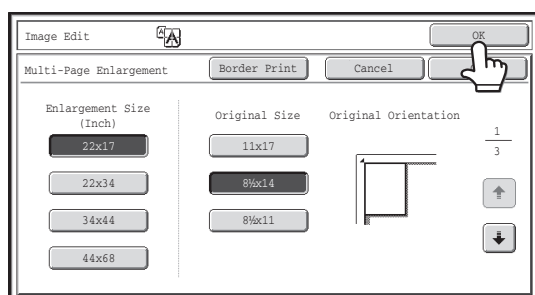 Image Edit
OK
Multi-Page Enlargement
Border Print
Cancel
Enlargement Size
(Inch)
Original Size
Original Orientation
22x17
11x17
1
3
22x34
8½x14
34x44
8½x11
44x68